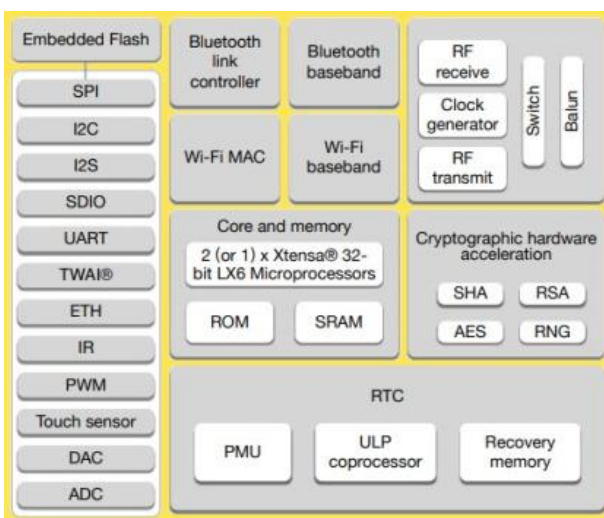 Embedded Flash
SPI
I2C
I2S
SDIO
UART
TWAI®
ETH
IR
PWM
Touch sensor
DAC
ADC
Bluetooth
link
controller
Bluetooth
baseband
Wi-Fi MAC
Wi-Fi
baseband
RF
receive
Clock
generator
RF
transmit
Switch
Balun
Core and memory
2 (or 1) x Xtensa® 32-
bit LX6 Microprocessors
ROM
SRAM
Cryptographic hardware
acceleration
SHA
RSA
AES
RNG
RTC
PMU
ULP
coprocessor
Recovery
memory